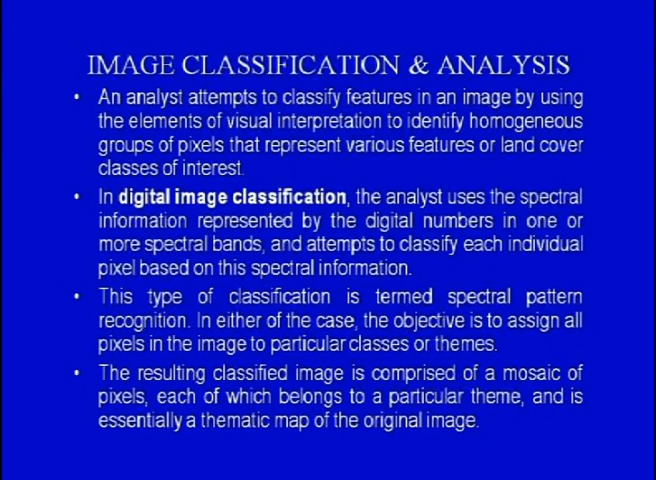 IMAGE CLASSIFICATION & ANALYSIS
• An analyst attempts to classify features in an image by using
the elements of visual interpretation to identify homogeneous
groups of pixels that represent various features or land cover
classes of interest.
• In digital image classification, the analyst uses the spectral
information represented by the digital numbers in one or
more spectral bands, and attempts to classify each individual
pixel based on this spectral information.
• This type of classification is termed spectral pattern
recognition. In either of the case, the objective is to assign all
pixels in the image to particular classes or themes.
• The resulting classified image is comprised of a mosaic of
pixels, each of which belongs to a particular theme, and is
essentially a thematic map of the original image.